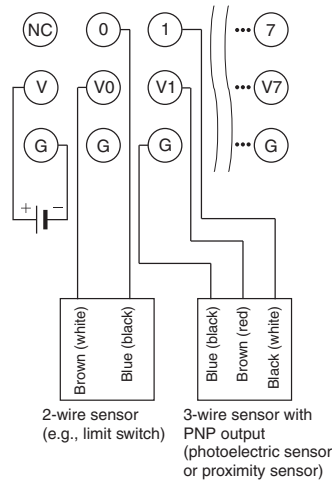 NC 0 1 ••• 7
V V0 V1 ••• V7
G G G ••• G
+ −
Brown (white)
Blue (black)
Blue (black)
Brown (red)
Black (white)
2-wire sensor
(e.g., limit switch)
3-wire sensor with
PNP output
(photoelectric sensor
or proximity sensor)